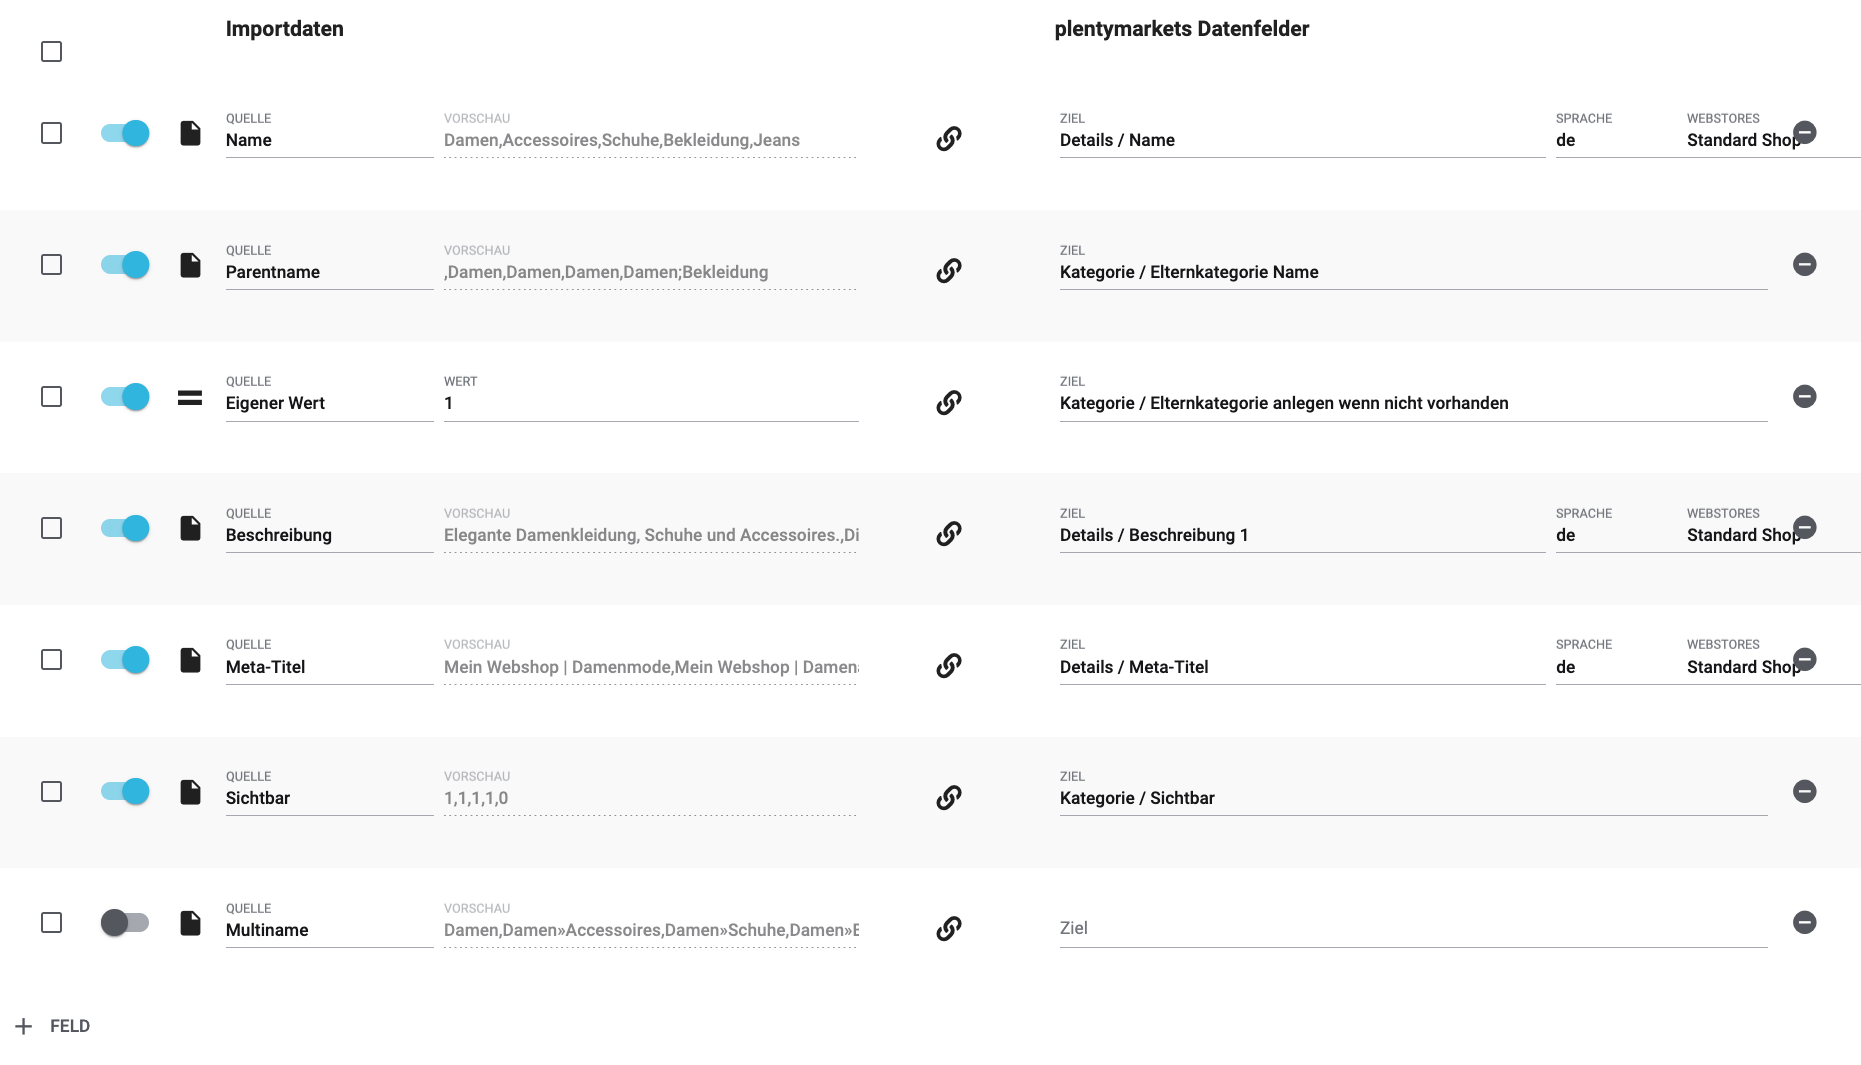 Importdaten
plentymarkets Datenfelder
QUELLE
Name
VORSCHAU
Damen,Accessoires,Schuhe,Bekleidung,Jeans
ZIEL
Details / Name
SPRACHE
de
WEBSTORES
Standard Shop
QUELLE
Parentname
VORSCHAU
,Damen,Damen,Damen,Damen;Bekleidung
ZIEL
Kategorie / Elternkategorie Name
QUELLE
Eigener Wert
WERT
1
ZIEL
Kategorie / Elternkategorie anlegen wenn nicht vorhanden
QUELLE
Beschreibung
VORSCHAU
Elegante Damenkleidung, Schuhe und Accessoires.,Di
ZIEL
Details / Beschreibung 1
SPRACHE
de
WEBSTORES
Standard Shop
QUELLE
Meta-Titel
VORSCHAU
Mein Webshop | Damenmode,Mein Webshop | Damena
ZIEL
Details / Meta-Titel
SPRACHE
de
WEBSTORES
Standard Shop
QUELLE
Sichtbar
VORSCHAU
1,1,1,1,0
ZIEL
Kategorie / Sichtbar
QUELLE
Multiname
VORSCHAU
Damen,Damen»Accessoires,Damen»Schuhe,Damen»B
Ziel
FELD